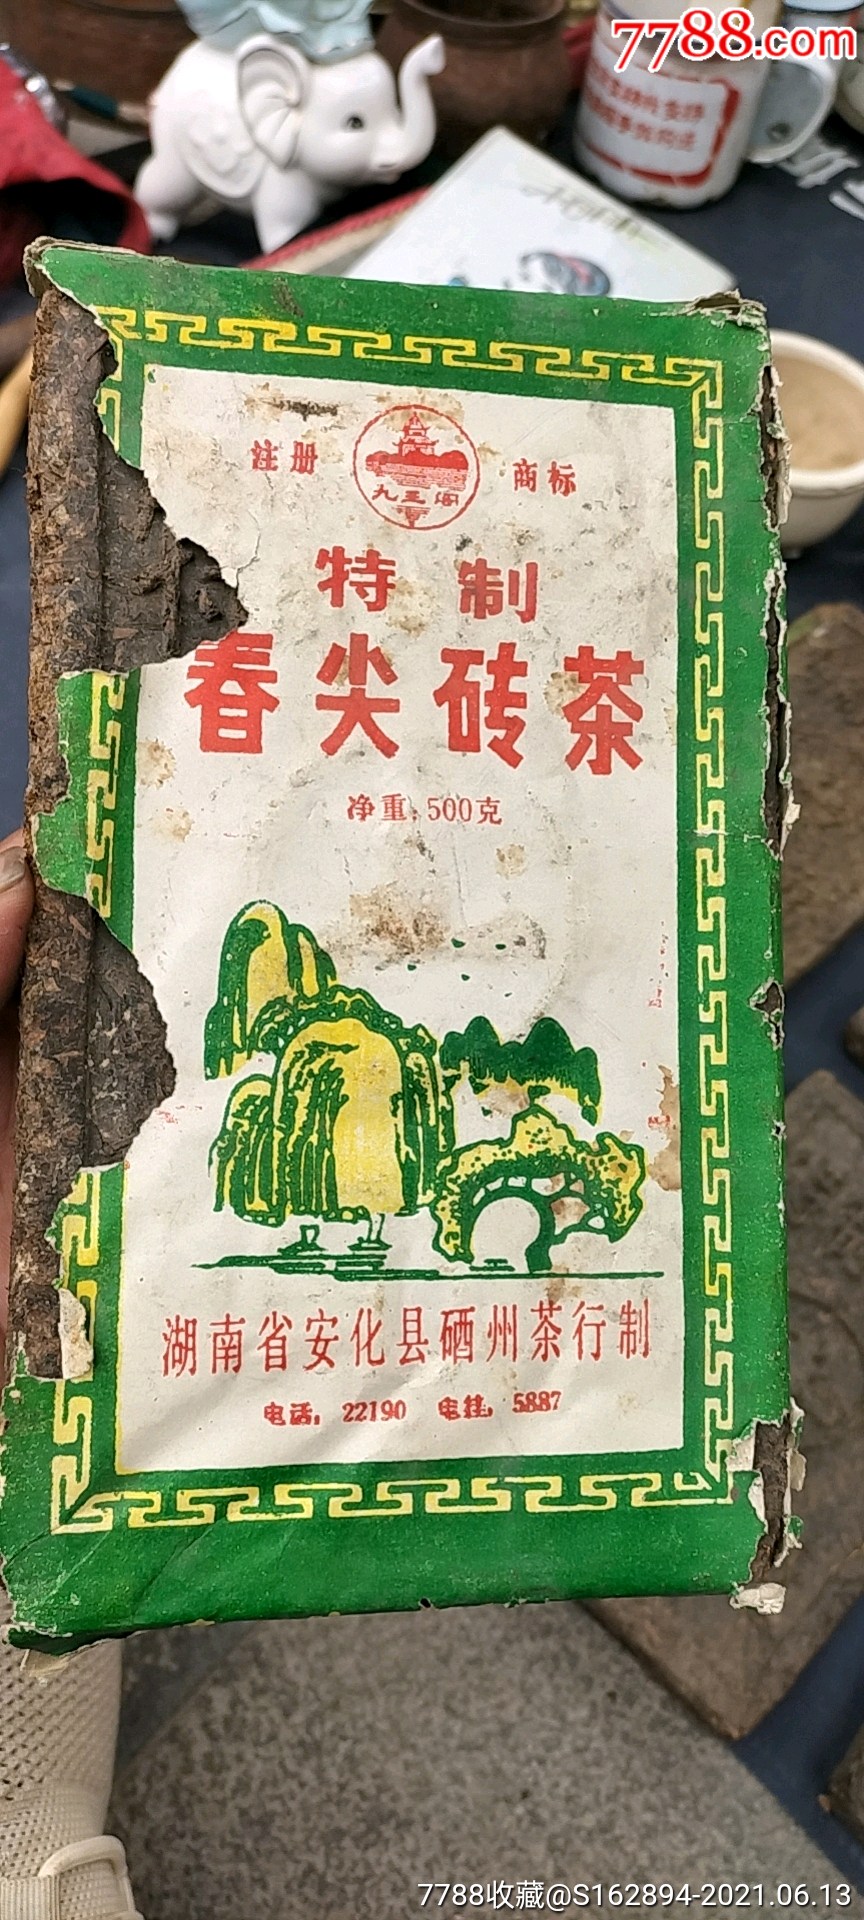 7788.com
注册
商标
九五阁
特制
春尖砖茶
净重:500克
湖南省安化县硒州茶行制
电话: 22190 电挂: 5887
7788收藏@S162894-2021.06.13